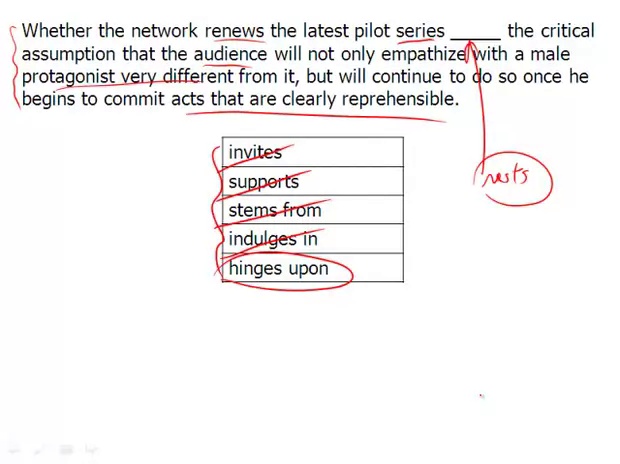 Whether the network renews the latest pilot series ______ the critical
assumption that the audience will not only empathize with a male
protagonist very different from it, but will continue to do so once he
begins to commit acts that are clearly reprehensible.
rests
invites
supports
stems from
indulges in
hinges upon